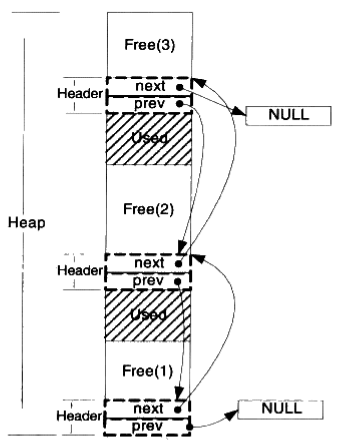 Free(3)
next
Header
prev
NULL
Used
Free(2)
Heap
next
Header
prev
Used
Free(1)
next
NULL
Header
prev